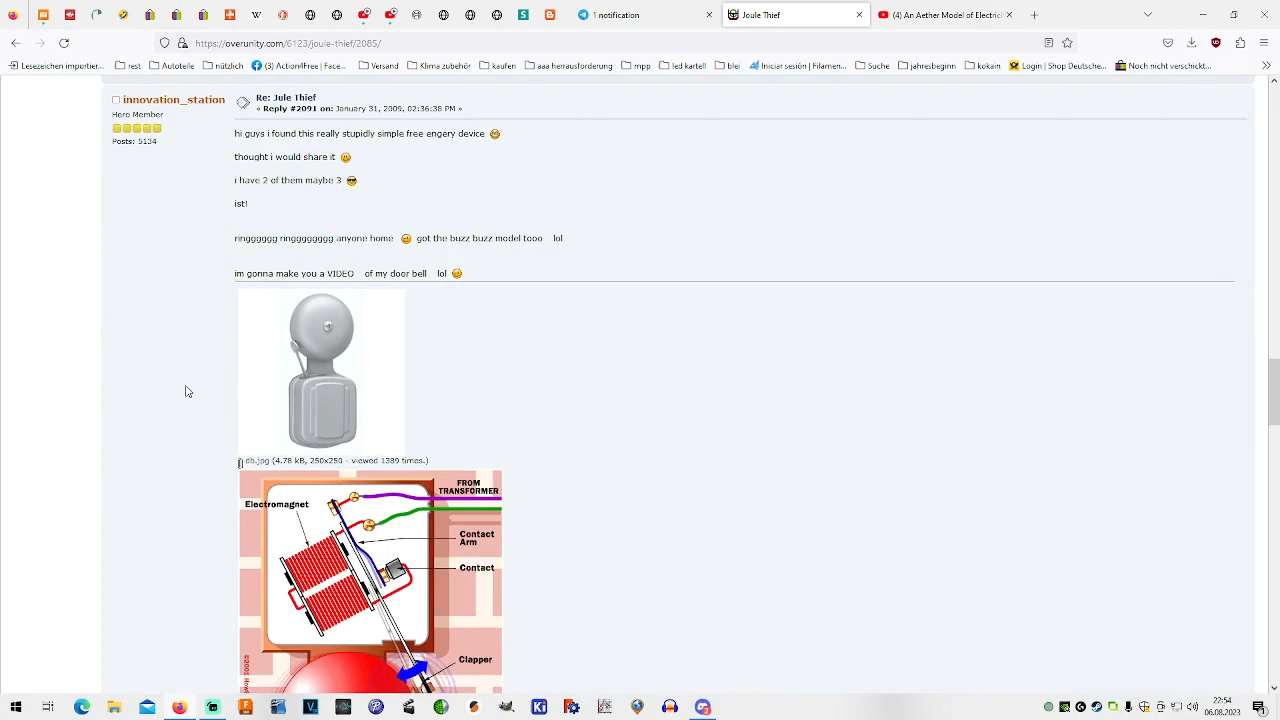 1 notification
Joule Thief
(4) An Aether Model of Electrici
https://overunity.com/6123/joule-thief/2085/
Lesezeichen importier...
rest
Autoteile
nützlich
(3) Action4Free | Face...
Versand
Klima zubehör
kaufen
aaa herrausforderung
mpp
led kartell
blei
Iniciar sesión | Filamen...
Suche
jahresbeginn
kokain
Login | Shop Deutschl...
Noch nicht verschickt...
innovation_station
Hero Member
Posts: 5134
Re: Jule Thief
« Reply #2091 on: January 31, 2009, 02:36:38 PM »
hi guys i found this really stupidly simple free engery device
thought i would share it
i have 2 of them maybe 3
ist!
ringggggg ringggggggg anyone home got the buzz buzz model tooo lol
im gonna make you a VIDEO of my door bell lol
db.jpg (4.78 kB, 250x250 - viewed 1389 times.)
FROM
TRANSFORMER
Electromagnet
Contact
Arm
Contact
Clapper
22:54
06.09.2023